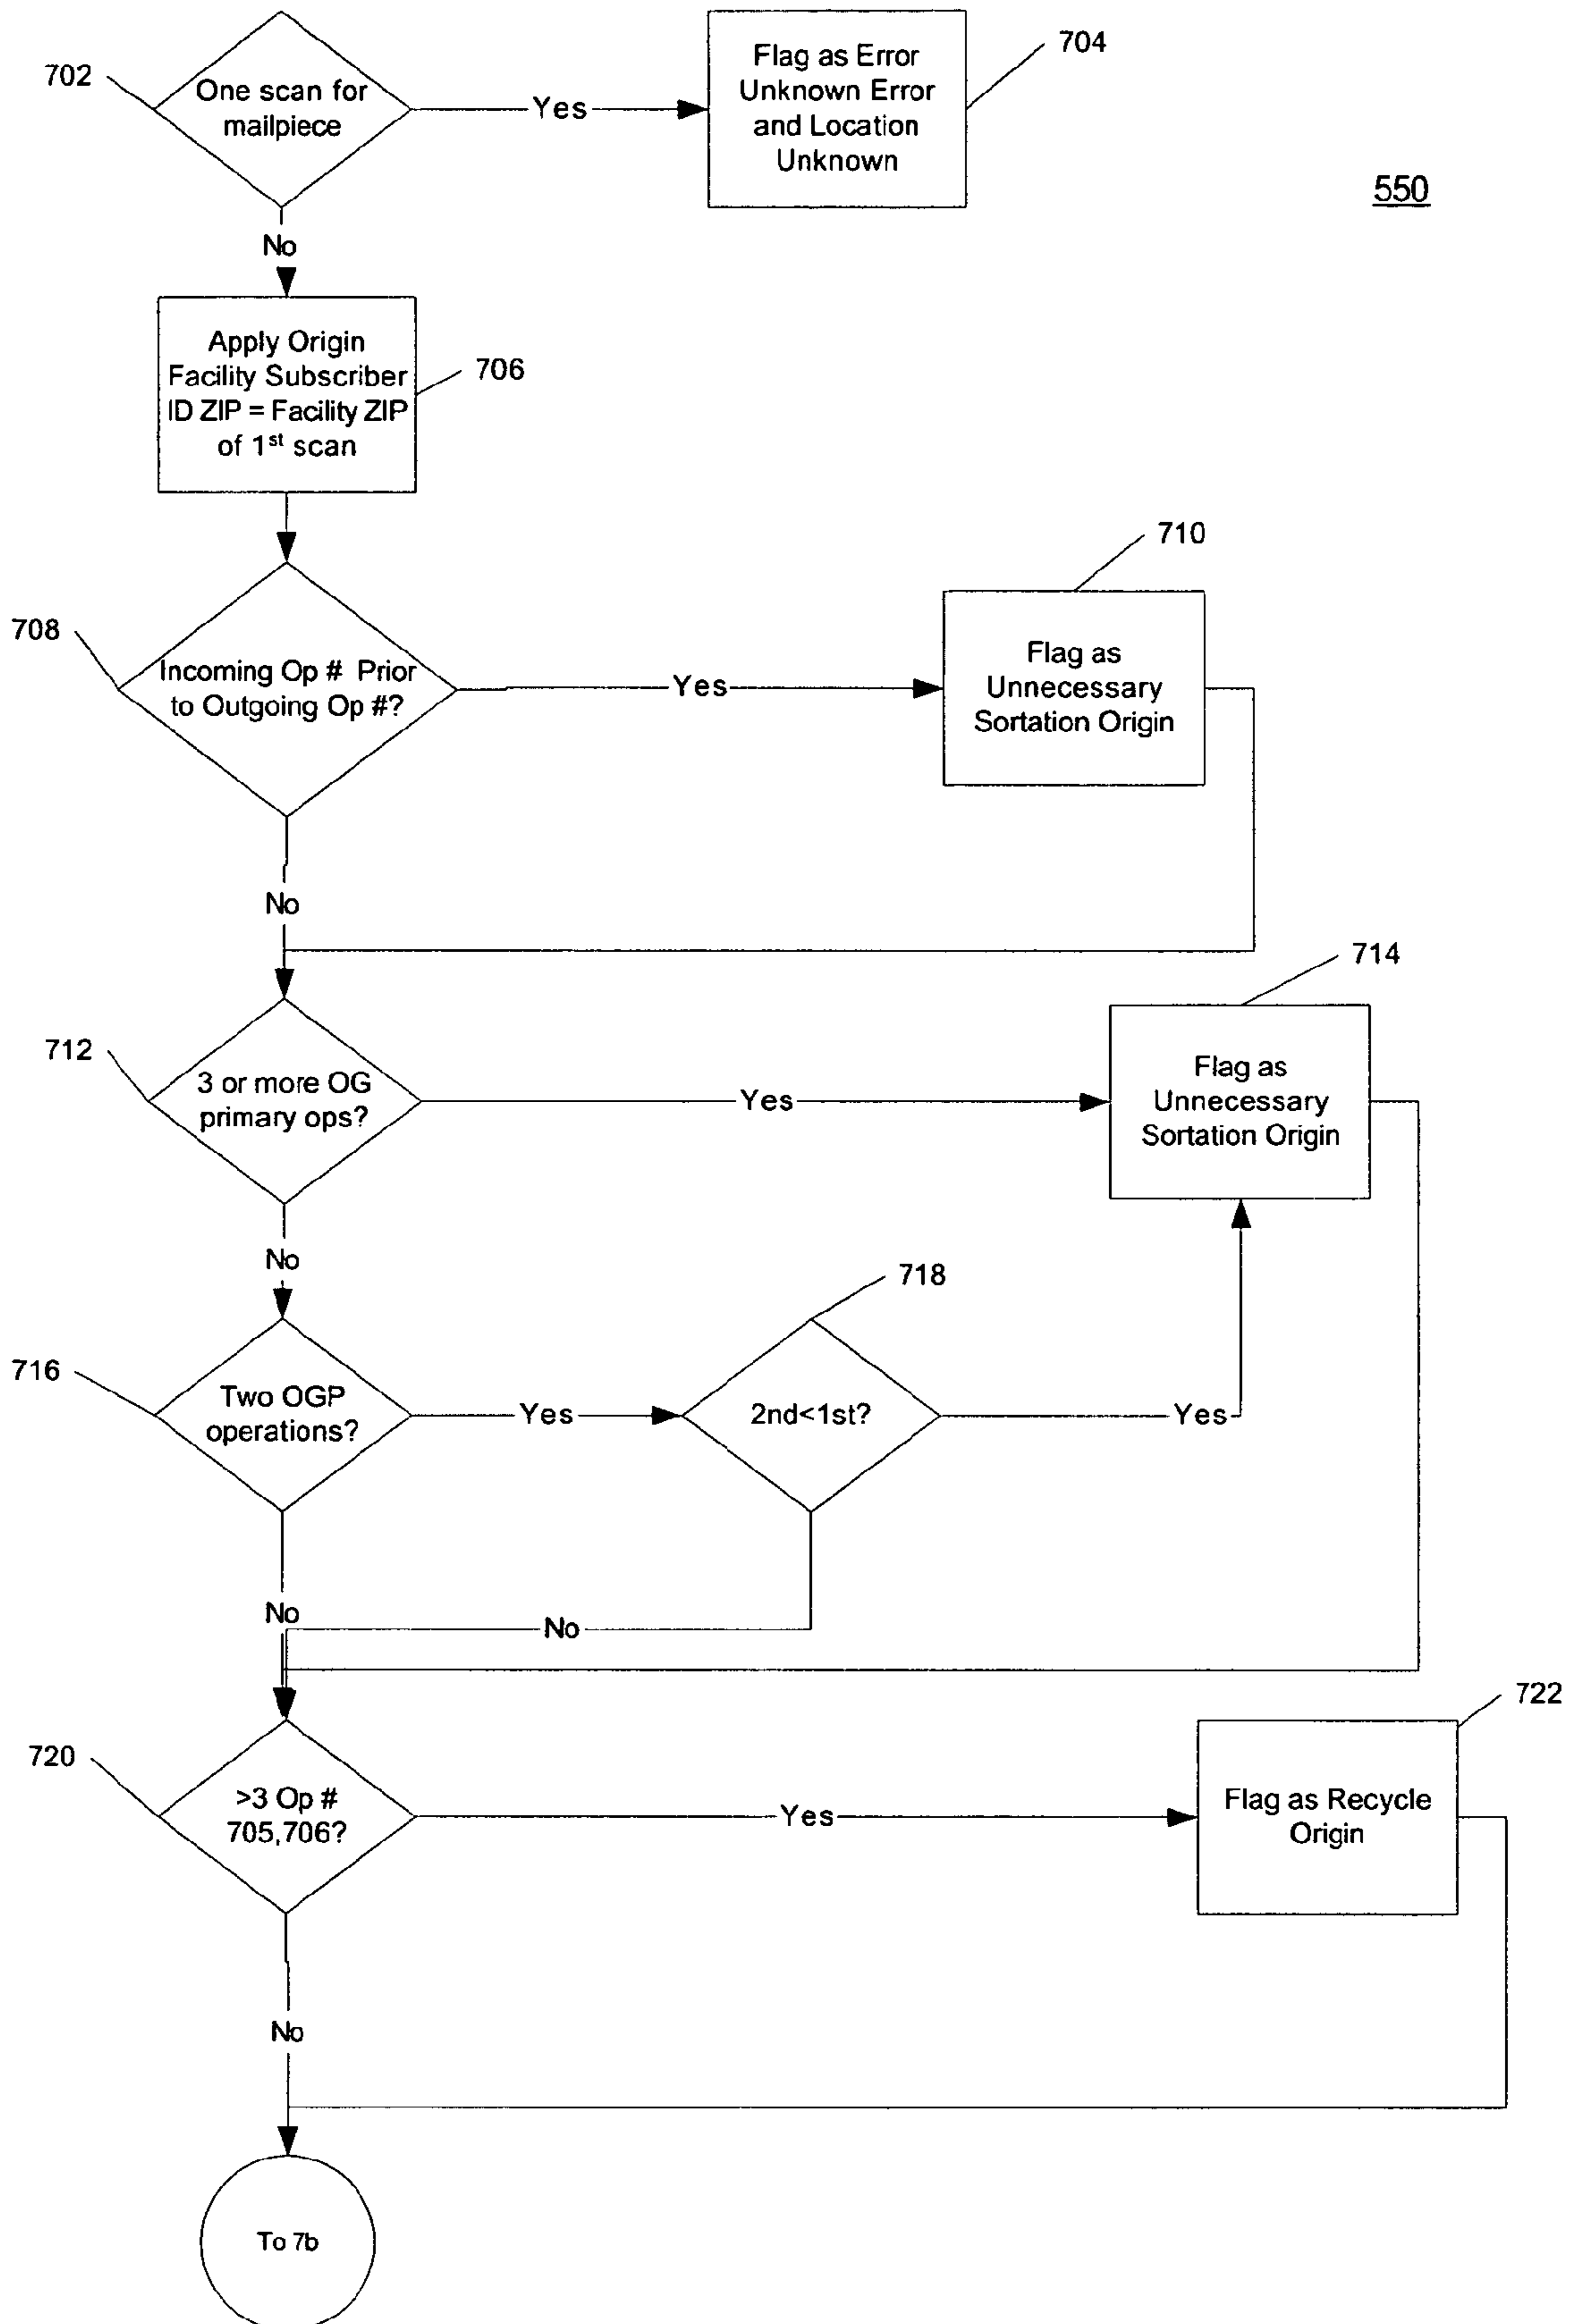 702
One scan for
mailpiece
Yes
Flag as Error
Unknown Error
and Location
Unknown
704
550
No
Apply Origin
Facility Subscriber
ID ZIP = Facility ZIP
of 1st scan
706
708
Incoming Op # Prior
to Outgoing Op #?
Yes
710
Flag as
Unnecessary
Sortation Origin
No
712
3 or more OG
primary ops?
Yes
714
Flag as
Unnecessary
Sortation Origin
No
716
Two OGP
operations?
Yes
718
2nd<1st?
Yes
No
No
720
>3 Op #
705,706?
Yes
722
Flag as Recycle
Origin
No
To 7b